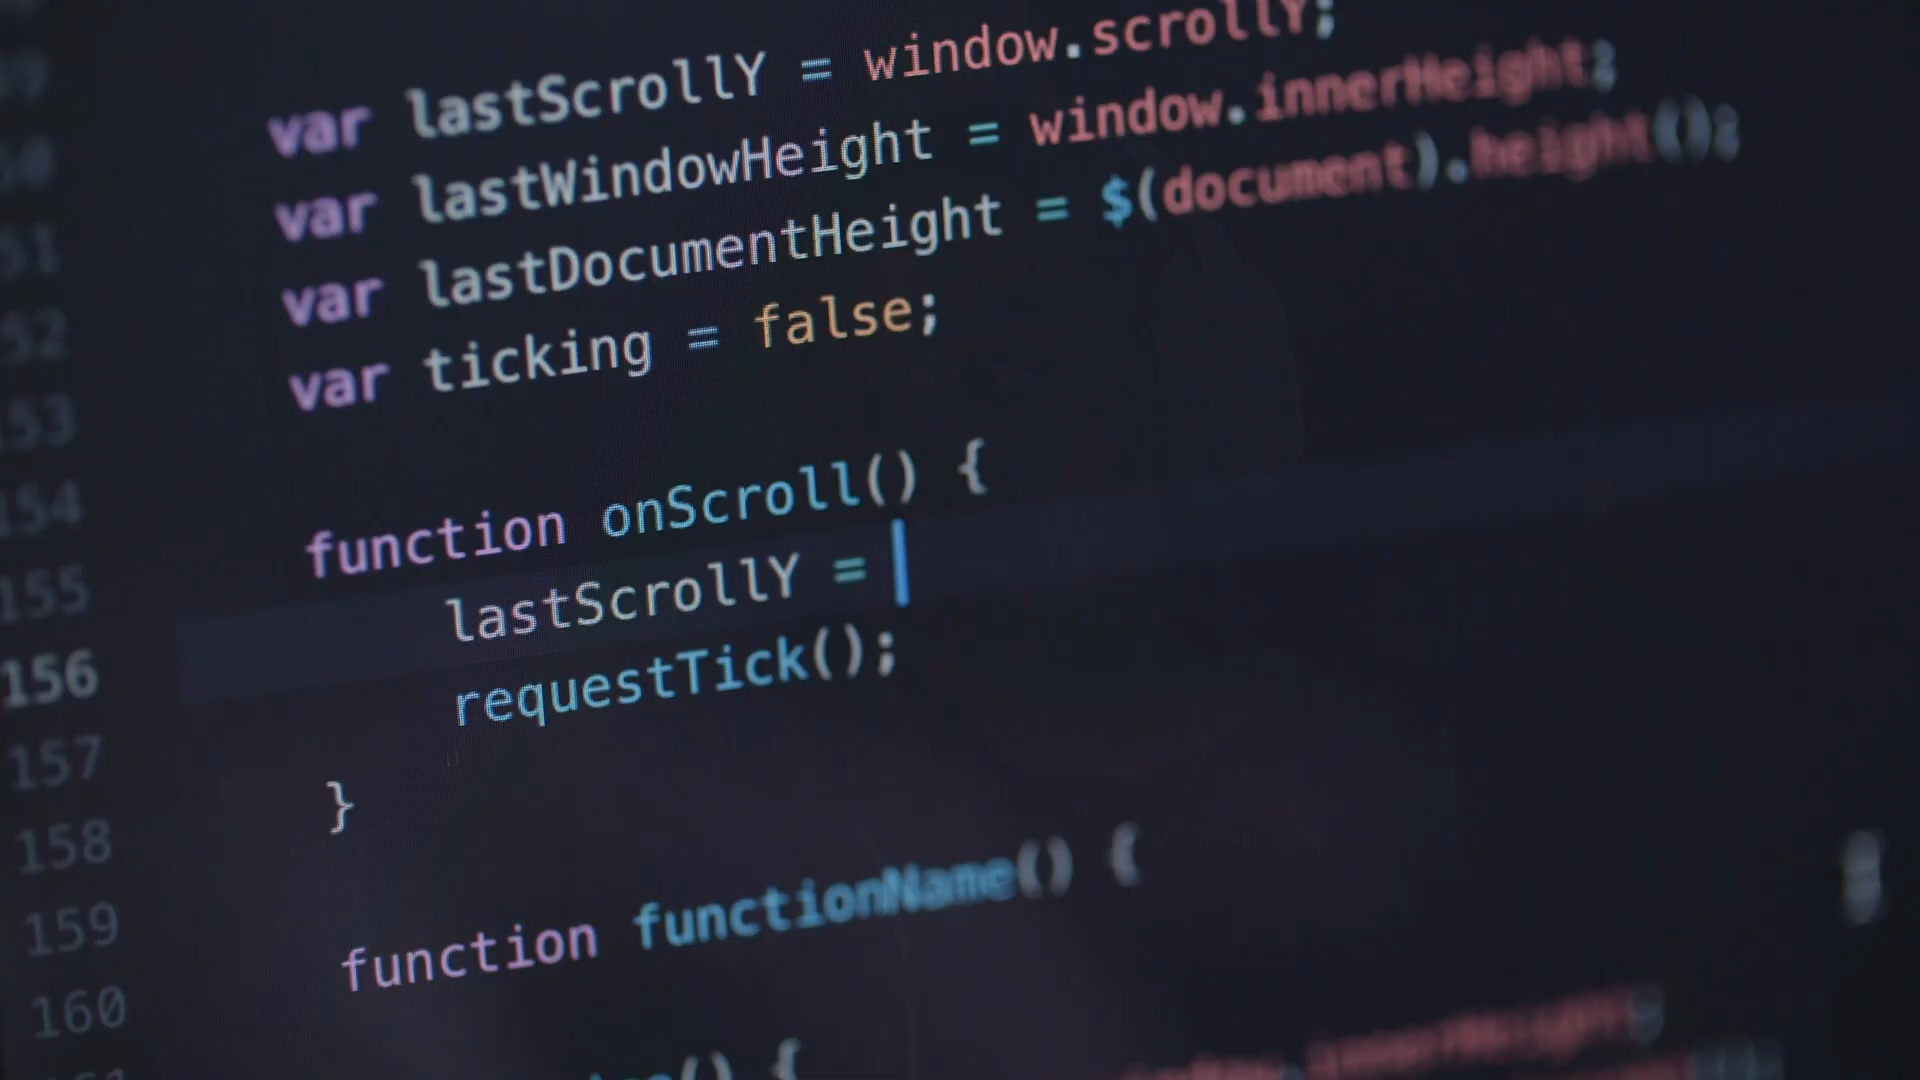 var lastScrollY = window.scrollY;
var lastWindowHeight = window.innerHeight;
var lastDocumentHeight = $(document).height();
var ticking = false;
function onScroll() {
155 lastScrollY =
156 requestTick();
157
158 }
159
160 function functionName() {
() {